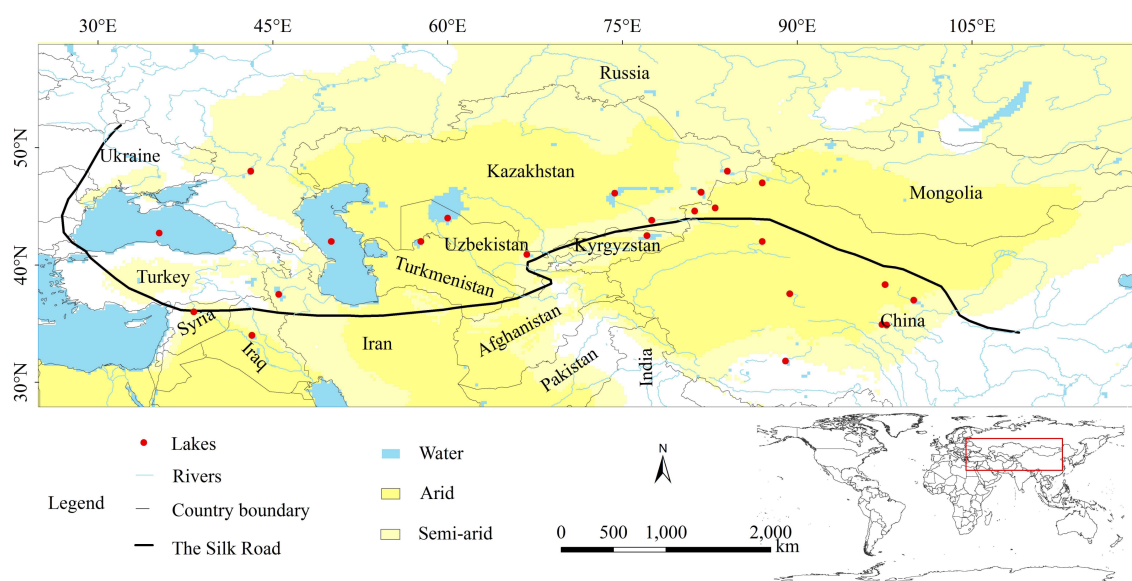 30°E 45°E 60°E 75°E 90°E 105°E
50°N
40°N
30°N
Russia
Ukraine
Kazakhstan
Mongolia
Uzbekistan
Kyrgyzstan
Turkey
Turkmenistan
Syria
Afghanistan
China
Iraq
Iran
Pakistan
India
Legend
Lakes
Rivers
Country boundary
The Silk Road
Water
Arid
Semi-arid
N
0 500 1,000 2,000
km